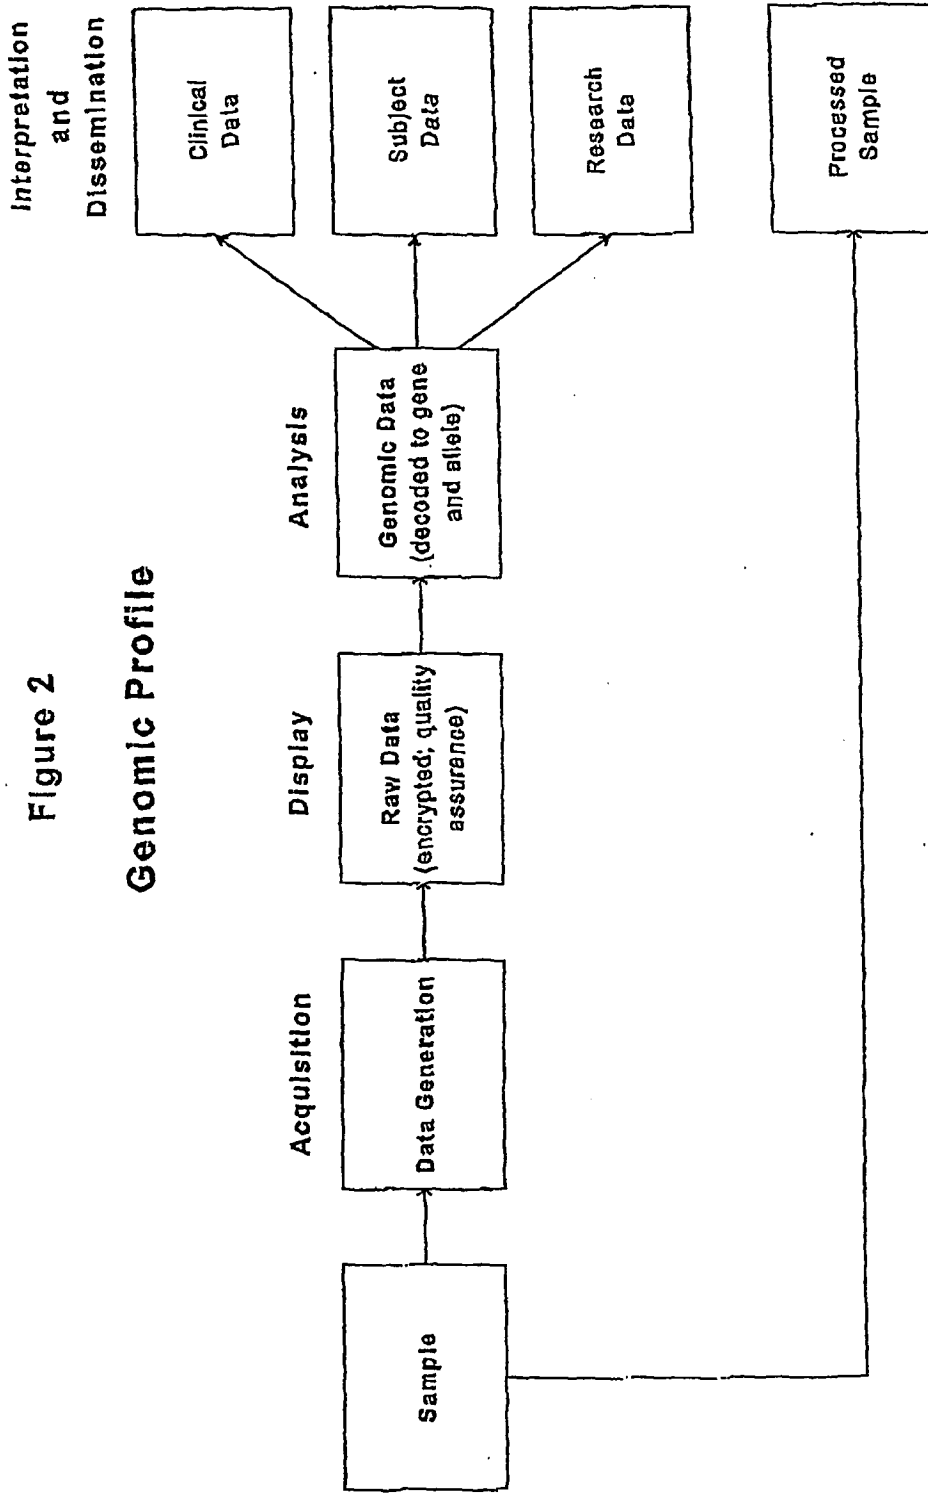 Figure 2
Genomic Profile
Acquisition
Display
Analysis
Interpretation
and
Dissemination
Sample
Data Generation
Raw Data
(encrypted; quality
assurance)
Genomic Data
(decoded to gene
and allele)
Clinical
Data
Subject
Data
Research
Data
Processed
Sample